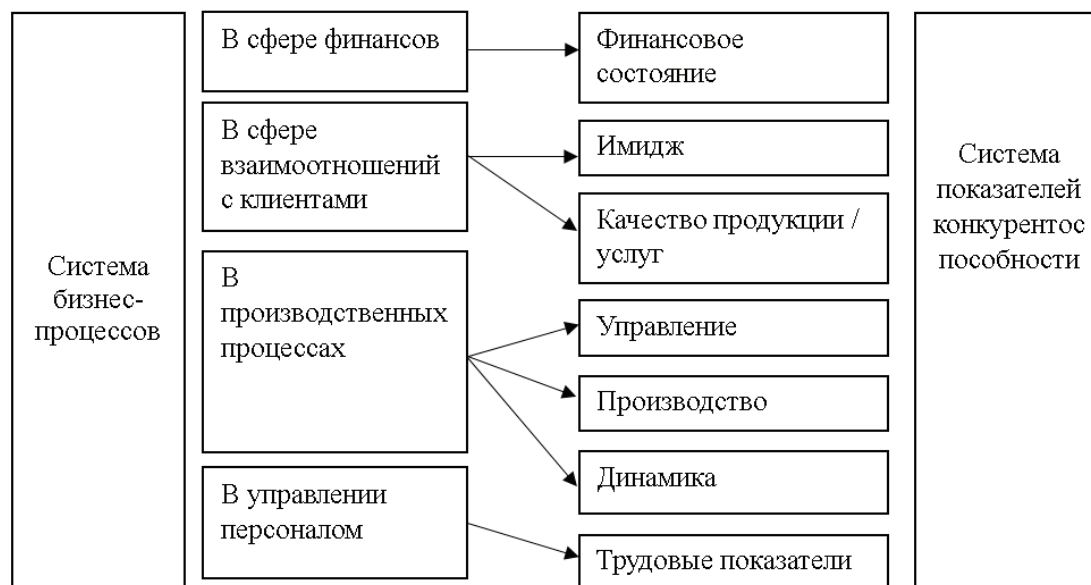 Система
бизнес-
процессов
В сфере финансов
В сфере
взаимоотношений
с клиентами
В
производственных
процессах
В управлении
персоналом
Финансовое
состояние
Имидж
Качество продукции /
услуг
Управление
Производство
Динамика
Трудовые показатели
Система
показателей
конкурентос
пособности